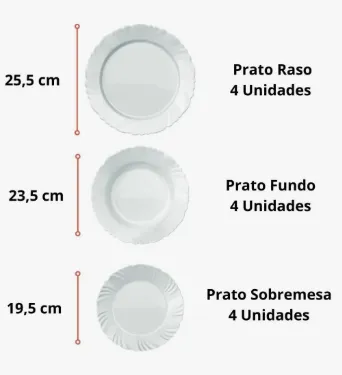 25,5 cm
Prato Raso
4 Unidades
23,5 cm
Prato Fundo
4 Unidades
19,5 cm
Prato Sobremesa
4 Unidades